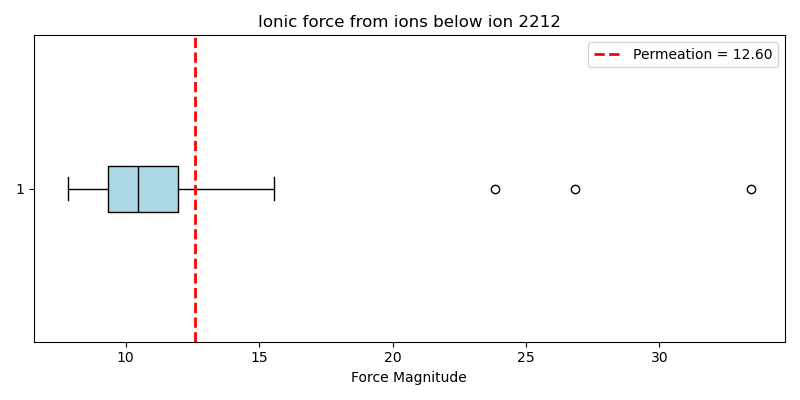 Ionic force from ions below ion 2212
Permeation = 12.60
1
10 15 20 25 30
Force Magnitude